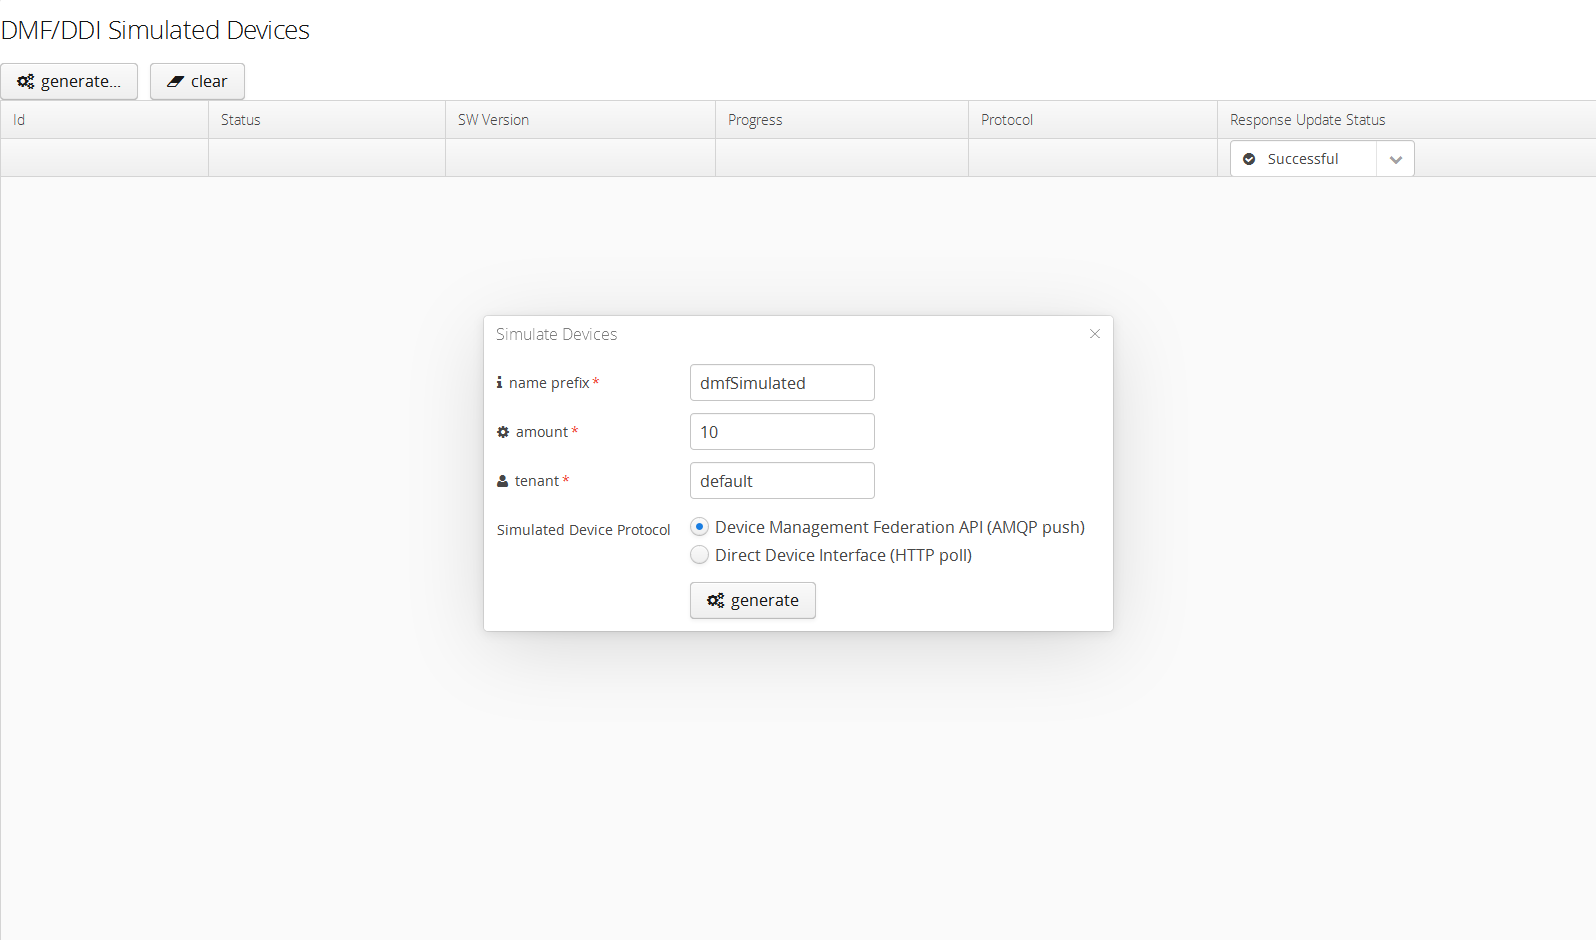 DMF/DDI Simulated Devices
generate... clear
Id Status SW Version Progress Protocol Response Update Status
Successful
Simulate Devices
name prefix *
dmfSimulated
amount *
10
tenant *
default
Simulated Device Protocol
Device Management Federation API (AMQP push)
Direct Device Interface (HTTP poll)
generate